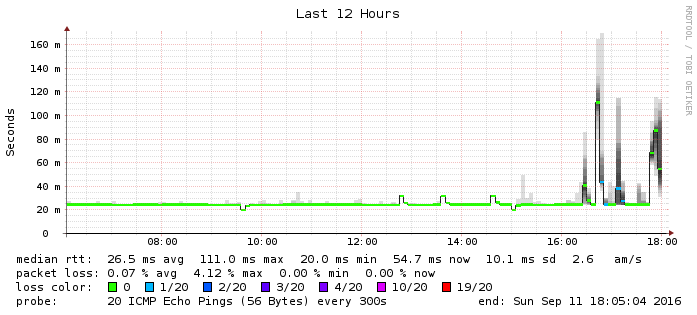 Last 12 Hours
RRDTOOL / TOBI OETIKER
Seconds
160 m
140 m
120 m
100 m
80 m
60 m
40 m
20 m
0
08:00 10:00 12:00 14:00 16:00 18:00
median rtt: 26.5 ms avg 111.0 ms max 20.0 ms min 54.7 ms now 10.1 ms sd 2.6 am/s
packet loss: 0.07 % avg 4.12 % max 0.00 % min 0.00 % now
loss color: 0 1/20 2/20 3/20 4/20 10/20 19/20
probe: 20 ICMP Echo Pings (56 Bytes) every 300s end: Sun Sep 11 18:05:04 2016